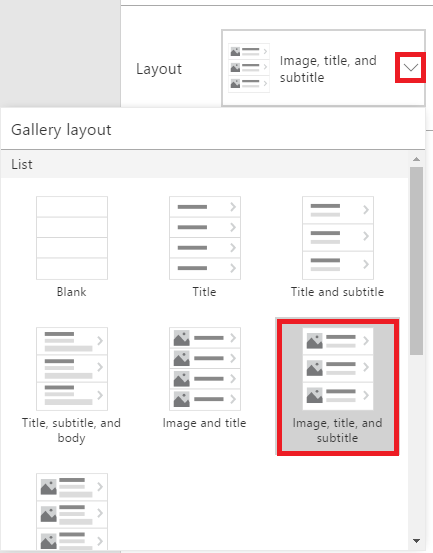 Layout
Image, title, and
subtitle
Gallery layout
List
Blank
Title
Title and subtitle
Title, subtitle, and
body
Image and title
Image, title, and
subtitle